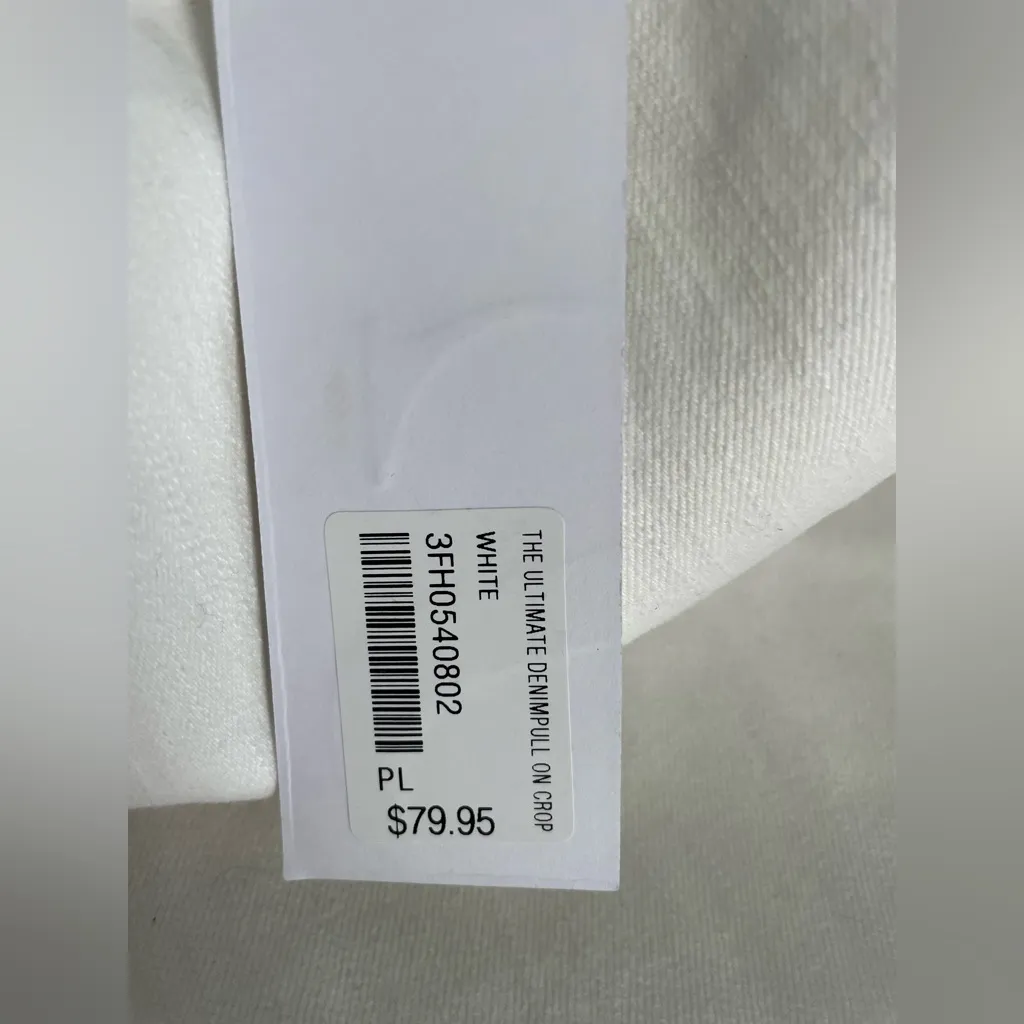 THE ULTIMATE DENIMPULL ON CROP
WHITE
3FH0540802
PL
$79.95